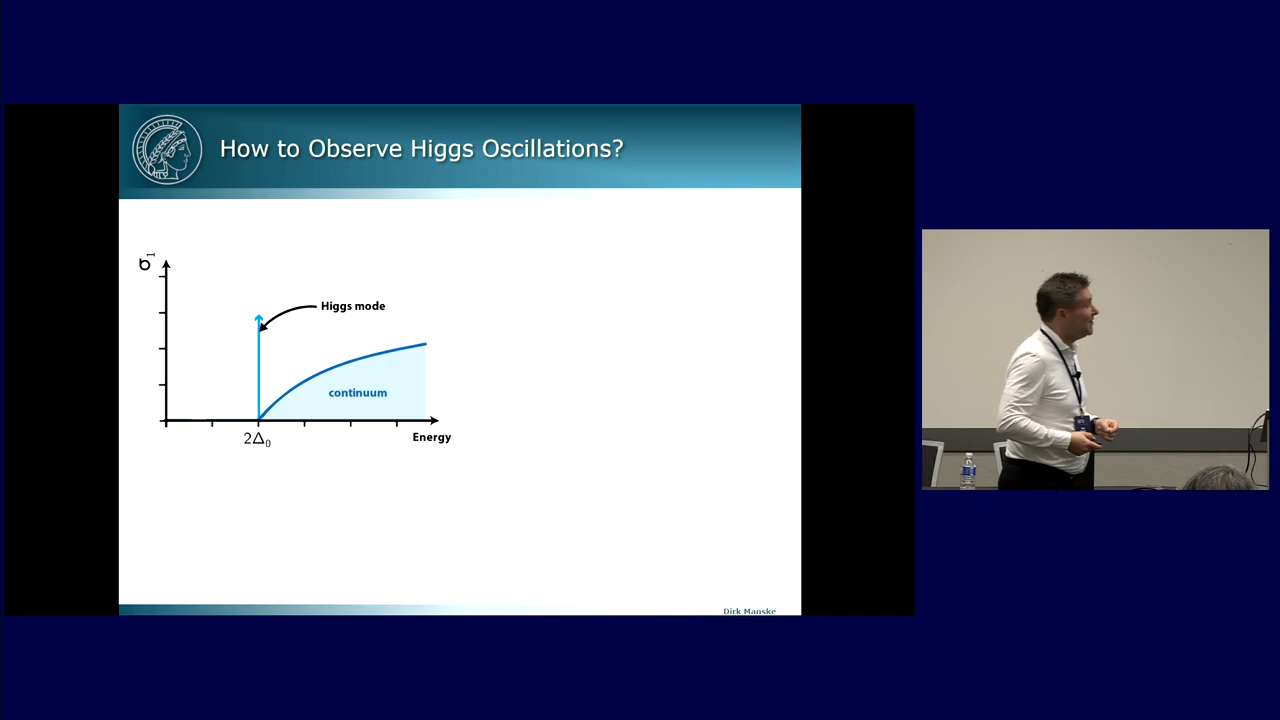 How to Observe Higgs Oscillations?
σ₁
Higgs mode
continuum
2Δ₀
Energy
Dirk Manske